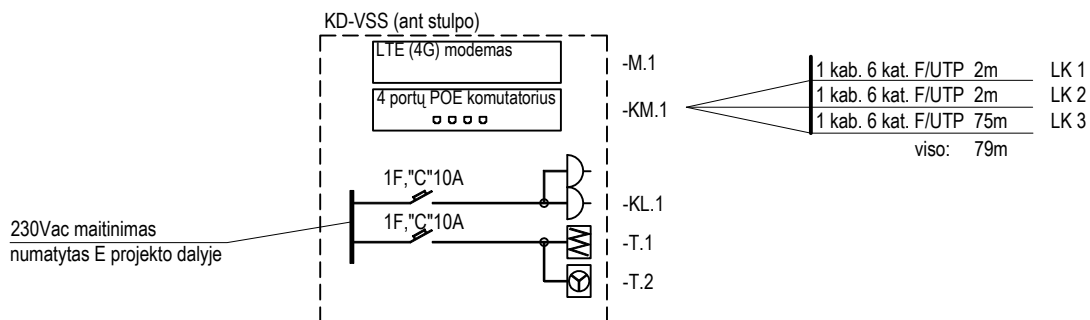 KD-VSS (ant stulpo)
LTE (4G) modemas
-M.1
4 portų POE komutatorius
-KM.1
1 kab. 6 kat. F/UTP 2m LK 1
1 kab. 6 kat. F/UTP 2m LK 2
1 kab. 6 kat. F/UTP 75m LK 3
viso: 79m
1F,"C"10A
-KL.1
1F,"C"10A
230Vac maitinimas
numatytas E projekto dalyje
-T.1
-T.2